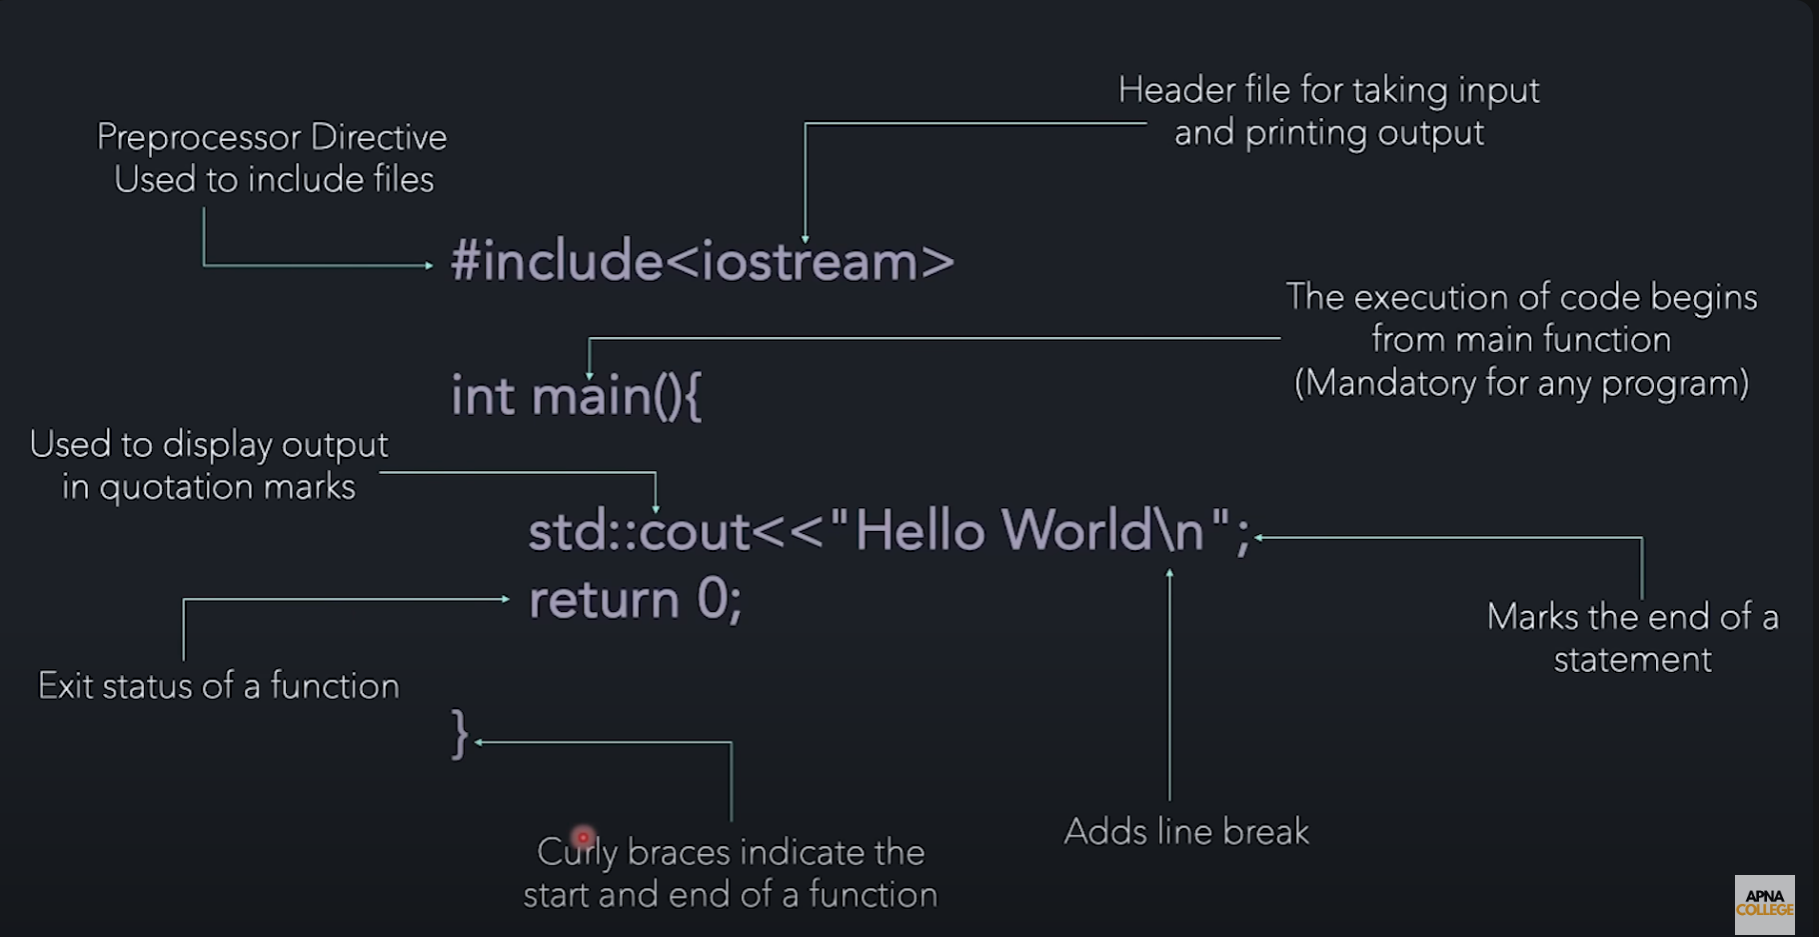 Header file for taking input
and printing output
Preprocessor Directive
Used to include files
#include<iostream>
The execution of code begins
from main function
(Mandatory for any program)
int main(){
Used to display output
in quotation marks
std::cout<<"Hello World\n";
return 0;
Marks the end of a
statement
Exit status of a function
}
Adds line break
Curly braces indicate the
start and end of a function
APNA
COLLEGE